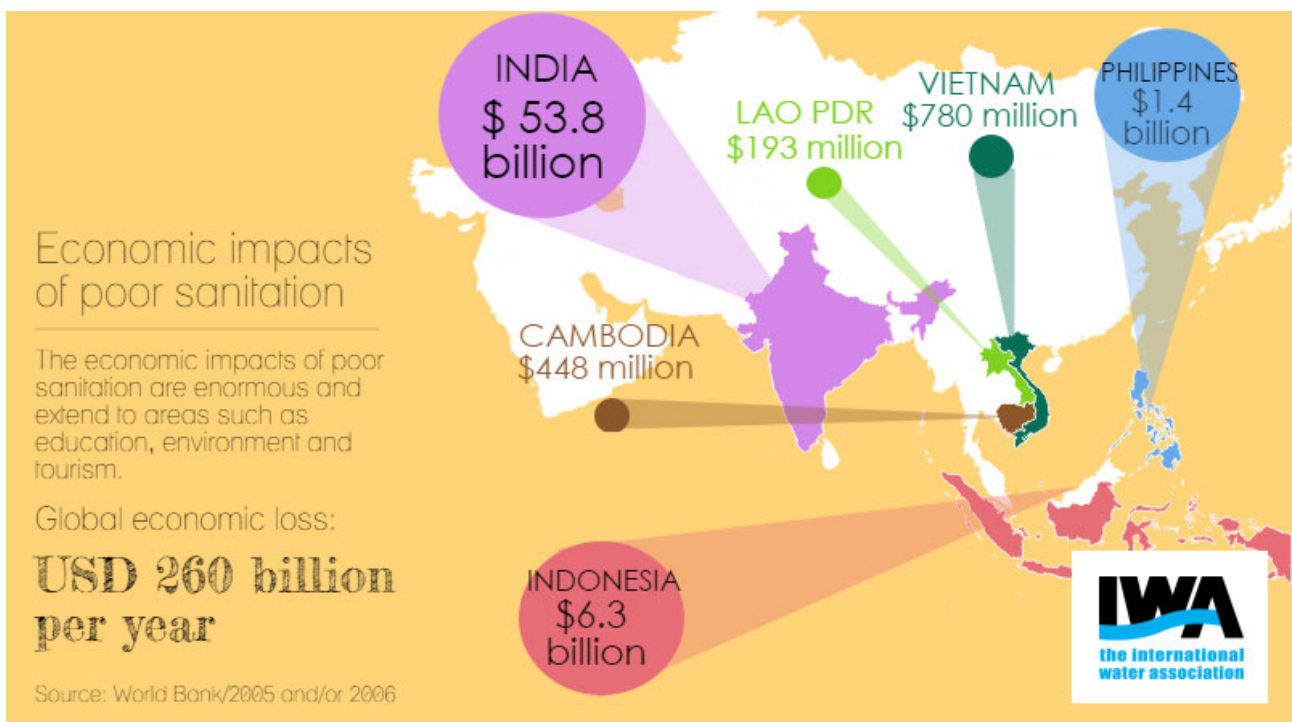 INDIA
$ 53.8
billion
LAO PDR
$193 million
VIETNAM
$780 million
PHILIPPINES
$1.4
billion
Economic impacts
of poor sanitation
The economic impacts of poor
sanitation are enormous and
extend to areas such as
education, environment and
tourism.
Global economic loss:
USD 260 billion
per year
Source: World Bank/2005 and/or 2006
CAMBODIA
$448 million
INDONESIA
$6.3
billion
IWA
the international
water association